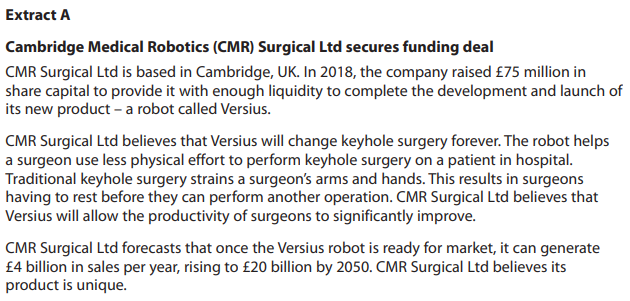 Extract A
Cambridge Medical Robotics (CMR) Surgical Ltd secures funding deal
CMR Surgical Ltd is based in Cambridge, UK. In 2018, the company raised £75 million in
share capital to provide it with enough liquidity to complete the development and launch of
its new product – a robot called Versius.
CMR Surgical Ltd believes that Versius will change keyhole surgery forever. The robot helps
a surgeon use less physical effort to perform keyhole surgery on a patient in hospital.
Traditional keyhole surgery strains a surgeon’s arms and hands. This results in surgeons
having to rest before they can perform another operation. CMR Surgical Ltd believes that
Versius will allow the productivity of surgeons to significantly improve.
CMR Surgical Ltd forecasts that once the Versius robot is ready for market, it can generate
£4 billion in sales per year, rising to £20 billion by 2050. CMR Surgical Ltd believes its
product is unique.